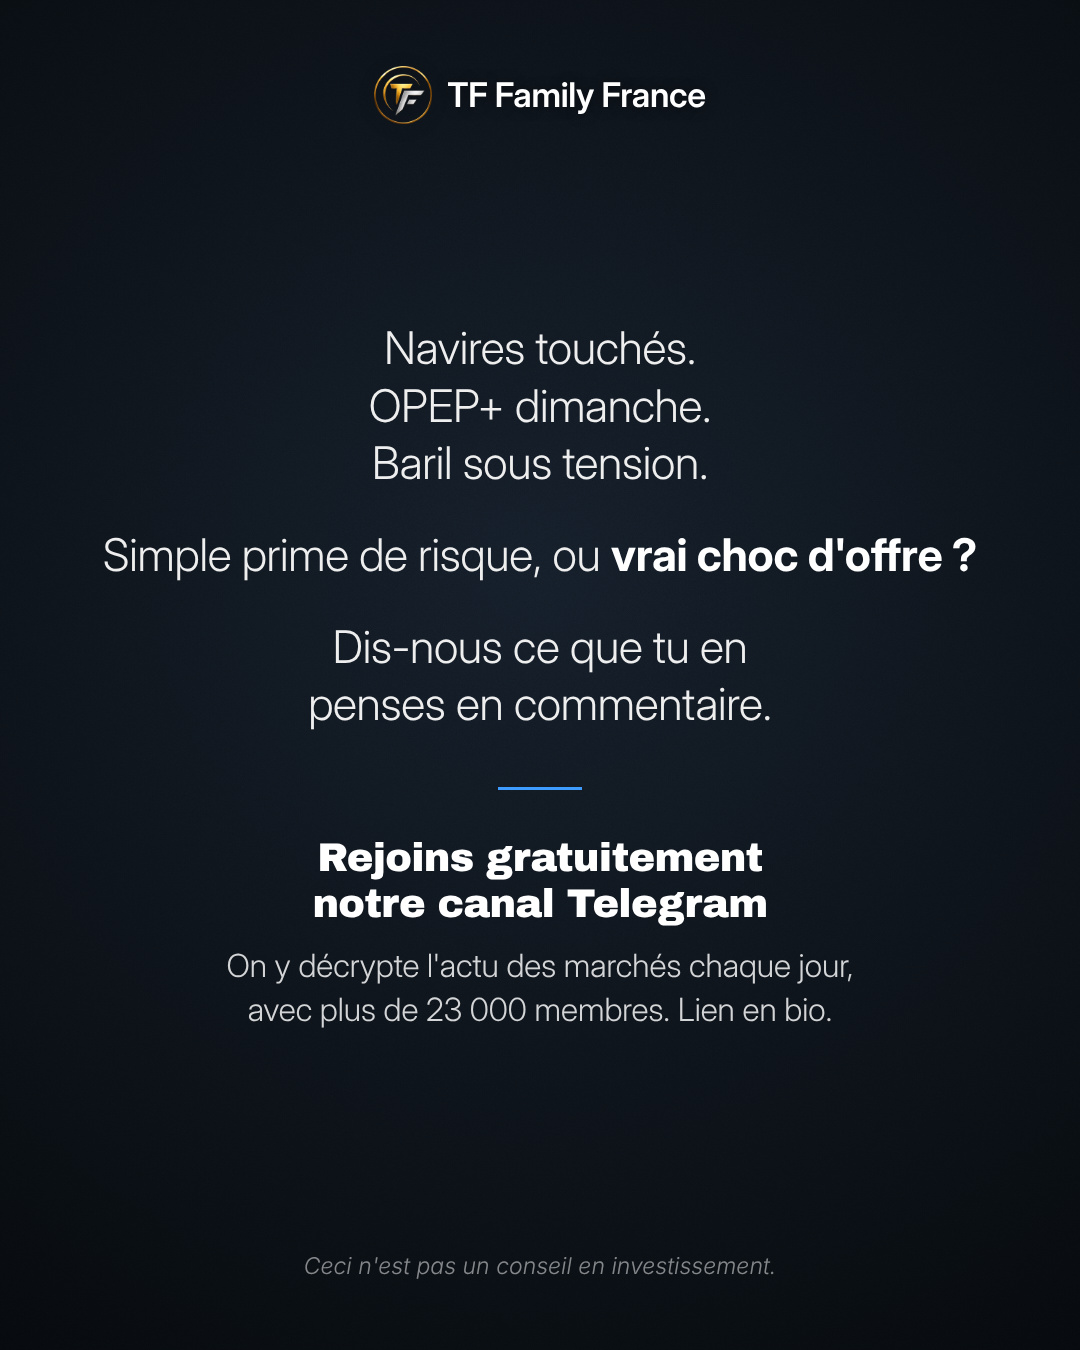 TF TF Family France
Navires touchés.
OPEP+ dimanche.
Baril sous tension.
Simple prime de risque, ou vrai choc d'offre ?
Dis-nous ce que tu en
penses en commentaire.
Rejoins gratuitement
notre canal Telegram
On y décrypte l'actu des marchés chaque jour,
avec plus de 23 000 membres. Lien en bio.
Ceci n'est pas un conseil en investissement.